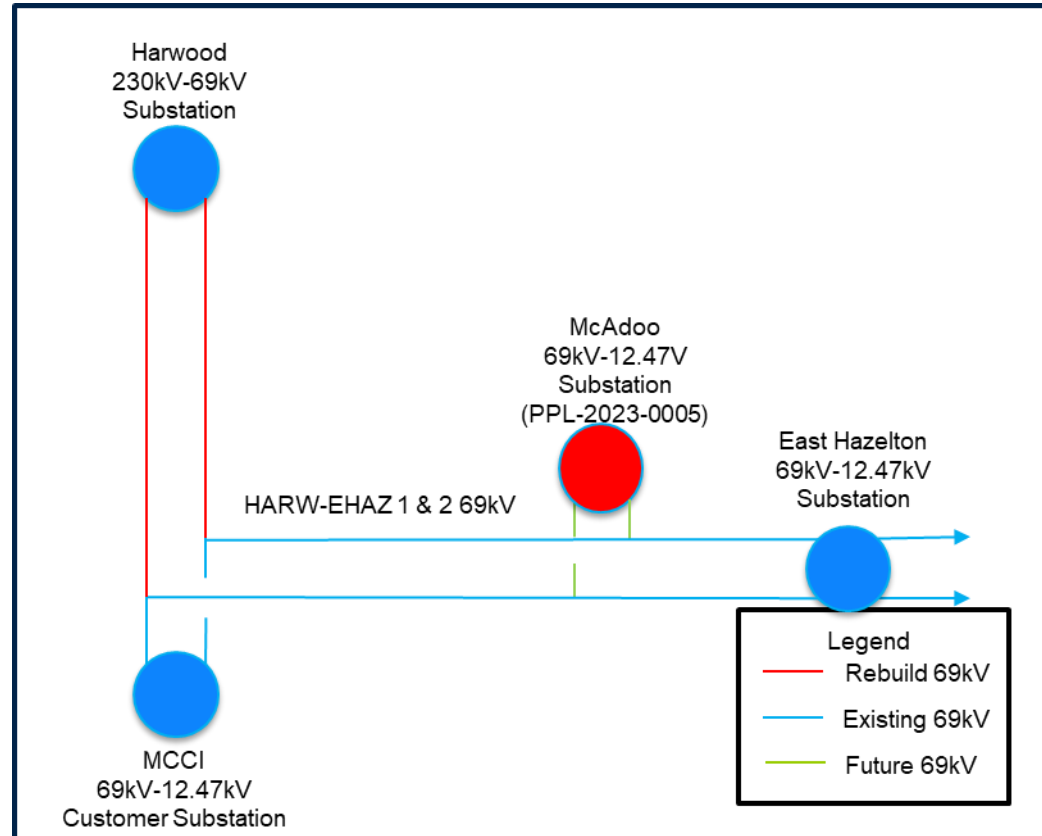 Harwood
230kV-69kV
Substation
McAdoo
69kV-12.47V
Substation
(PPL-2023-0005)
East Hazelton
69kV-12.47kV
Substation
HARW-EHAZ 1 & 2 69kV
MCCI
69kV-12.47kV
Customer Substation
Legend
Rebuild 69kV
Existing 69kV
Future 69kV